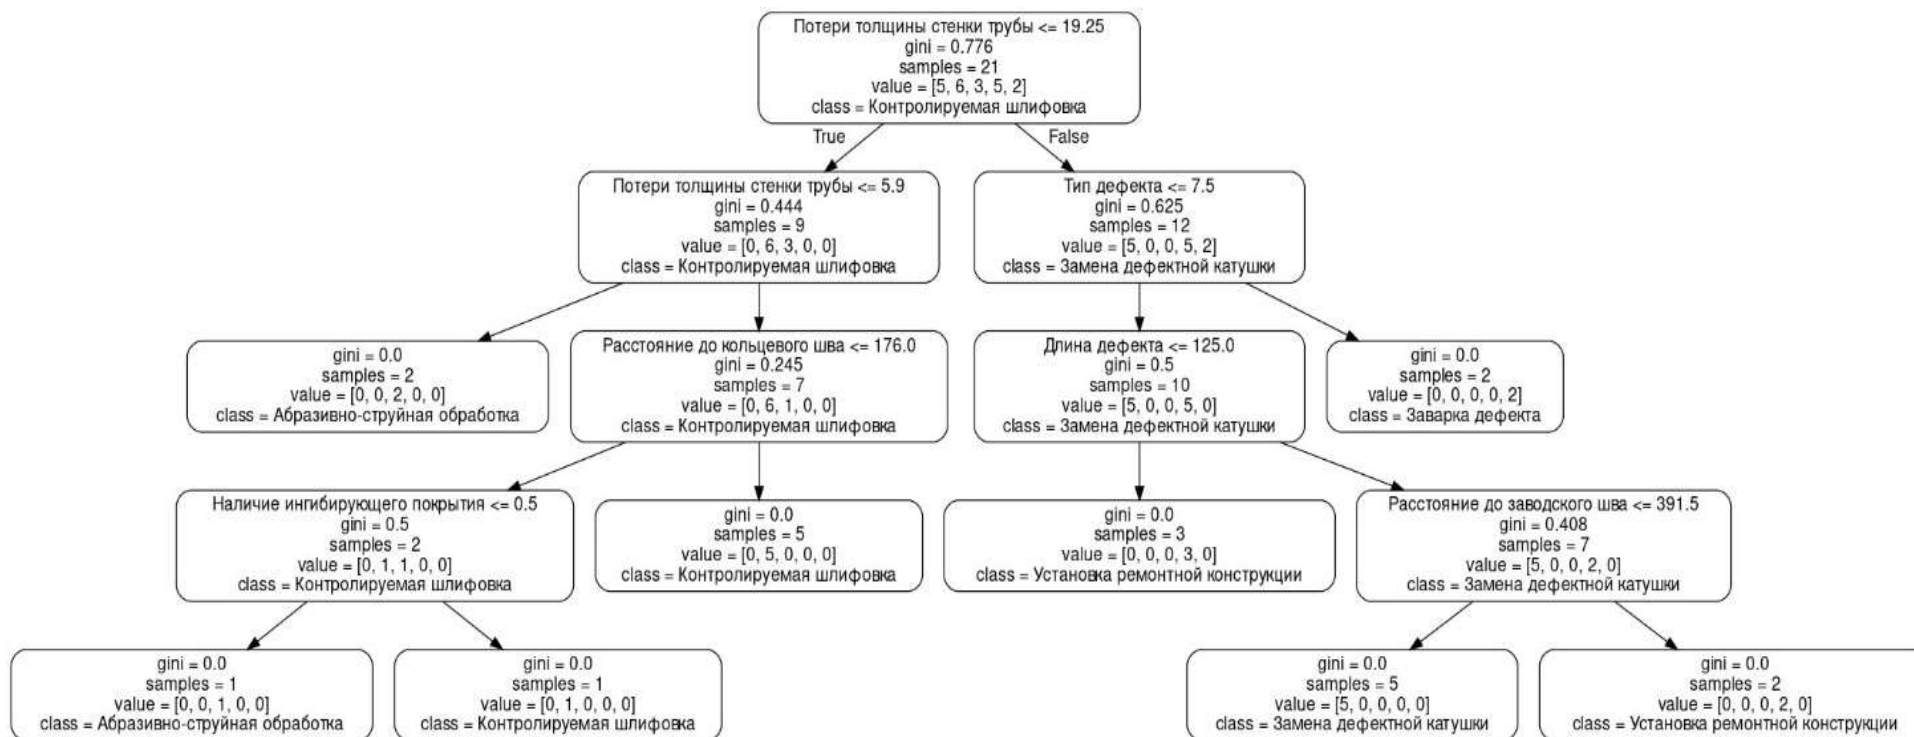 Потери толщины стенки трубы <= 19.25
gini = 0.776
samples = 21
value = [5, 6, 3, 5, 2]
class = Контролируемая шлифовка
True
False
Потери толщины стенки трубы <= 5.9
gini = 0.444
samples = 9
value = [0, 6, 3, 0, 0]
class = Контролируемая шлифовка
Тип дефекта <= 7.5
gini = 0.625
samples = 12
value = [5, 0, 0, 5, 2]
class = Замена дефектной катушки
gini = 0.0
samples = 2
value = [0, 0, 2, 0, 0]
class = Абразивно-струйная обработка
Расстояние до кольцевого шва <= 176.0
gini = 0.245
samples = 7
value = [0, 6, 1, 0, 0]
class = Контролируемая шлифовка
Длина дефекта <= 125.0
gini = 0.5
samples = 10
value = [5, 0, 0, 5, 0]
class = Замена дефектной катушки
gini = 0.0
samples = 2
value = [0, 0, 0, 0, 2]
class = Заварка дефекта
Наличие ингибирующего покрытия <= 0.5
gini = 0.5
samples = 2
value = [0, 1, 1, 0, 0]
class = Контролируемая шлифовка
gini = 0.0
samples = 5
value = [0, 5, 0, 0, 0]
class = Контролируемая шлифовка
gini = 0.0
samples = 3
value = [0, 0, 0, 3, 0]
class = Установка ремонтной конструкции
Расстояние до заводского шва <= 391.5
gini = 0.408
samples = 7
value = [5, 0, 0, 2, 0]
class = Замена дефектной катушки
gini = 0.0
samples = 1
value = [0, 0, 1, 0, 0]
class = Абразивно-струйная обработка
gini = 0.0
samples = 1
value = [0, 1, 0, 0, 0]
class = Контролируемая шлифовка
gini = 0.0
samples = 5
value = [5, 0, 0, 0, 0]
class = Замена дефектной катушки
gini = 0.0
samples = 2
value = [0, 0, 0, 2, 0]
class = Установка ремонтной конструкции